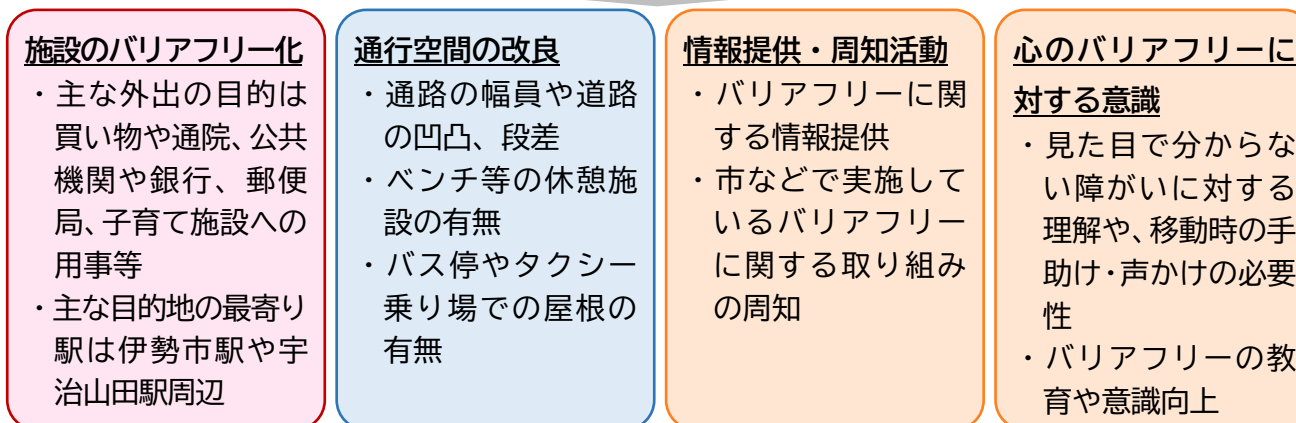 施設のバリアフリー化
・主な外出の目的は
買い物や通院、公共
機関や銀行、郵便
局、子育て施設への
用事等
・主な目的地の最寄り
駅は伊勢市駅や宇
治山田駅周辺
通行空間の改良
・通路の幅員や道路
の凹凸、段差
・ベンチ等の休憩施
設の有無
・バス停やタクシー
乗り場での屋根の
有無
情報提供・周知活動
・バリアフリーに関
する情報提供
・市などで実施して
いるバリアフリー
に関する取り組み
の周知
心のバリアフリーに
対する意識
・見た目で分からな
い障がいに対する
理解や、移動時の手
助け・声かけの必要
性
・バリアフリーの教
育や意識向上